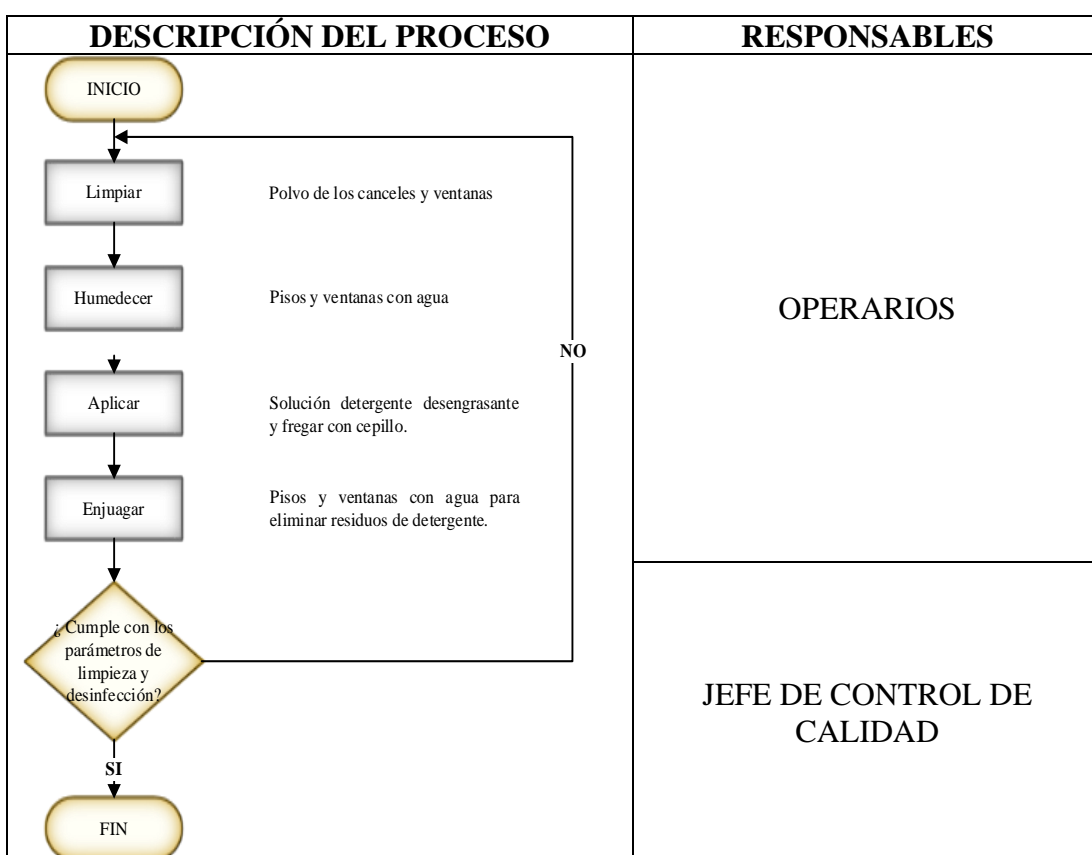 DESCRIPCIÓN DEL PROCESO
RESPONSABLES
INICIO
Limpiar
Polvo de los canceles y ventanas
Humedecer
Pisos y ventanas con agua
OPERARIOS
NO
Aplicar
Solución detergente desengrasante
y fregar con cepillo.
Enjuagar
Pisos y ventanas con agua para
eliminar residuos de detergente.
¿ Cumple con los
parámetros de
limpieza y
desinfección?
JEFE DE CONTROL DE
CALIDAD
SI
FIN